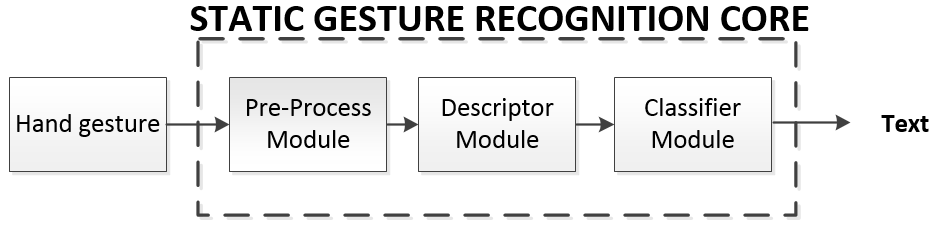 STATIC GESTURE RECOGNITION CORE
Hand gesture
Pre-Process
Module
Descriptor
Module
Classifier
Module
Text